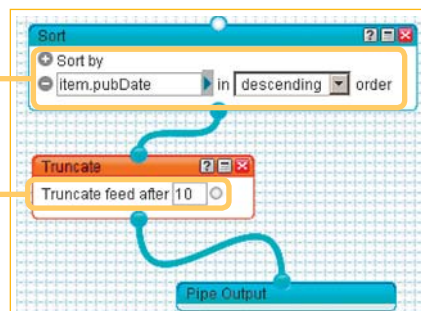 Sort
Sort by
item.pubDate in descending order
Truncate
Truncate feed after 10
Pipe Output